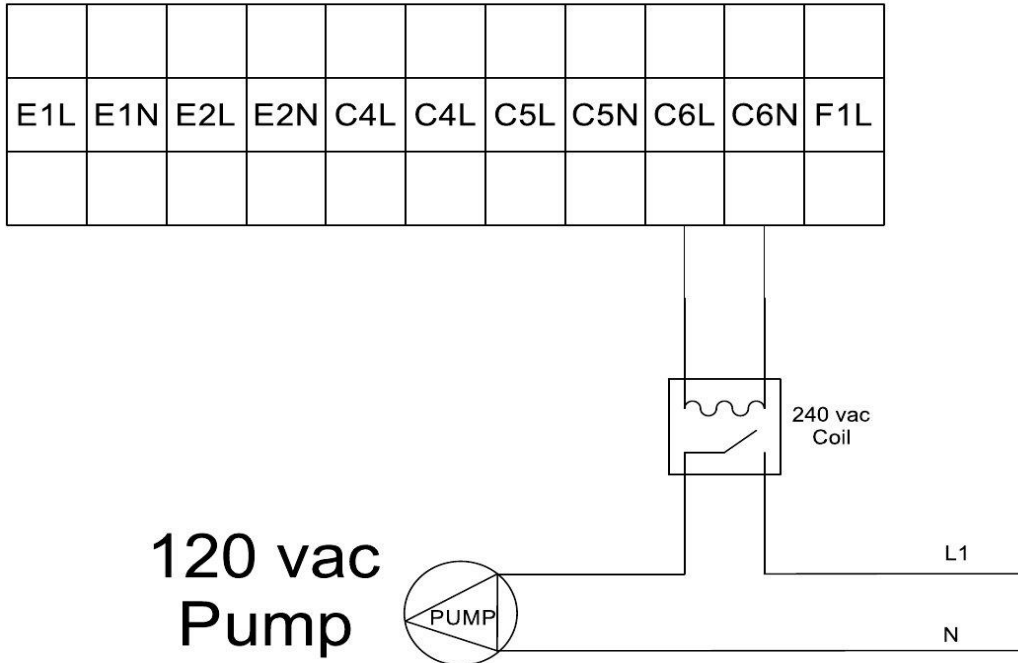 E1L E1N E2L E2N C4L C4L C5L C5N C6L C6N F1L
240 vac
Coil
120 vac
Pump
PUMP
L1
N